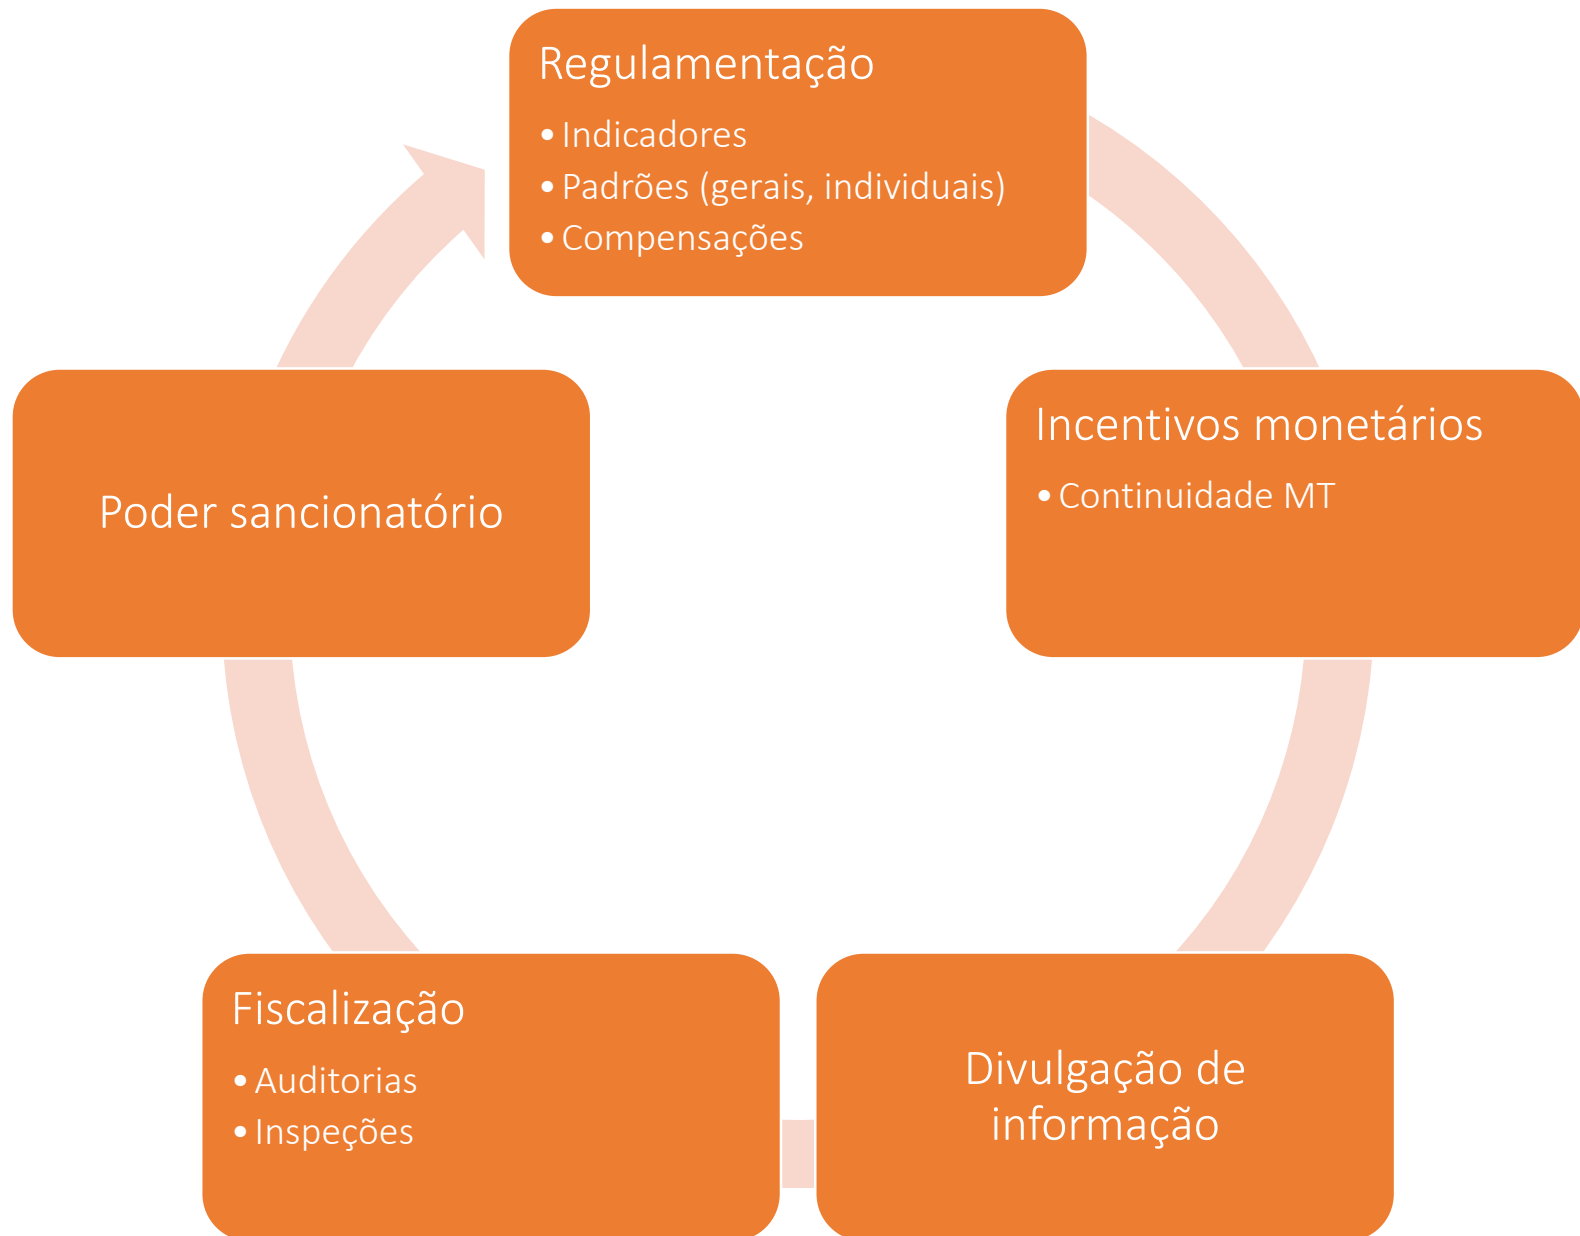 Regulamentação
• Indicadores
• Padrões (gerais, individuais)
• Compensações
Incentivos monetários
• Continuidade MT
Divulgação de
informação
Fiscalização
• Auditorias
• Inspeções
Poder sancionatório